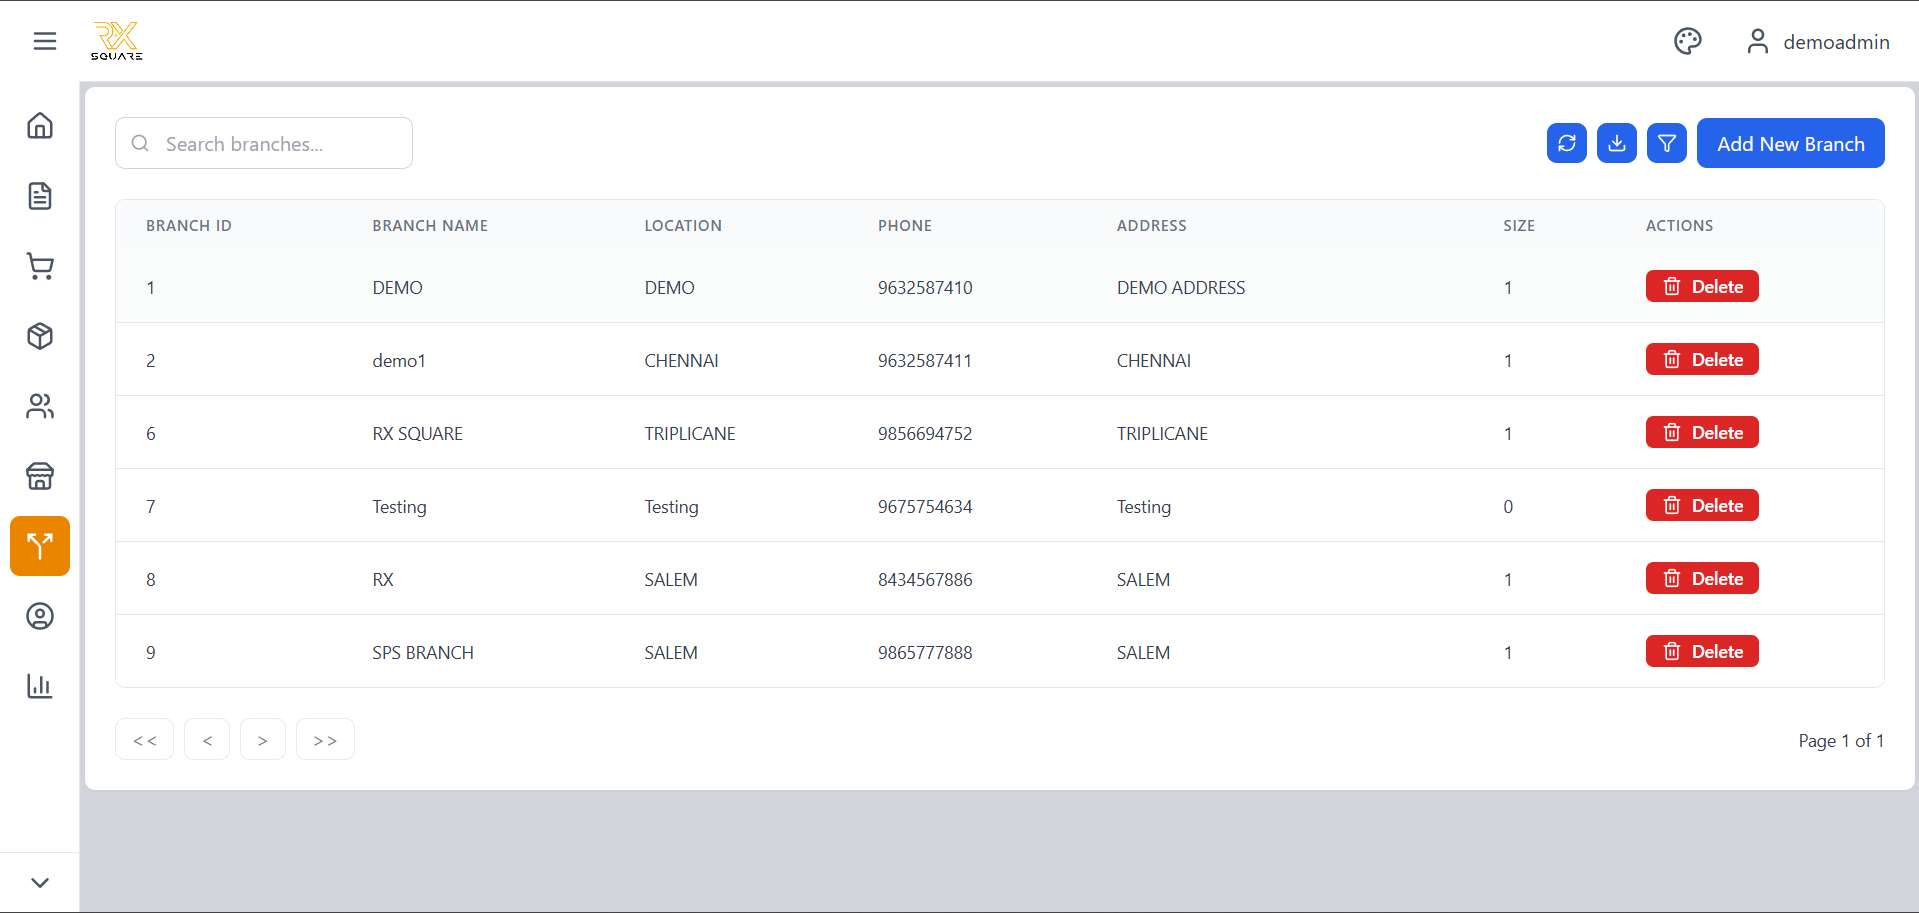 RX
SQUARE
demoadmin
Search branches...
Add New Branch
BRANCH ID BRANCH NAME LOCATION PHONE ADDRESS SIZE ACTIONS
1 DEMO DEMO 9632587410 DEMO ADDRESS 1 Delete
2 demo1 CHENNAI 9632587411 CHENNAI 1 Delete
6 RX SQUARE TRIPLICANE 9856694752 TRIPLICANE 1 Delete
7 Testing Testing 9675754634 Testing 0 Delete
8 RX SALEM 8434567886 SALEM 1 Delete
9 SPS BRANCH SALEM 9865777888 SALEM 1 Delete
<< < > >> Page 1 of 1